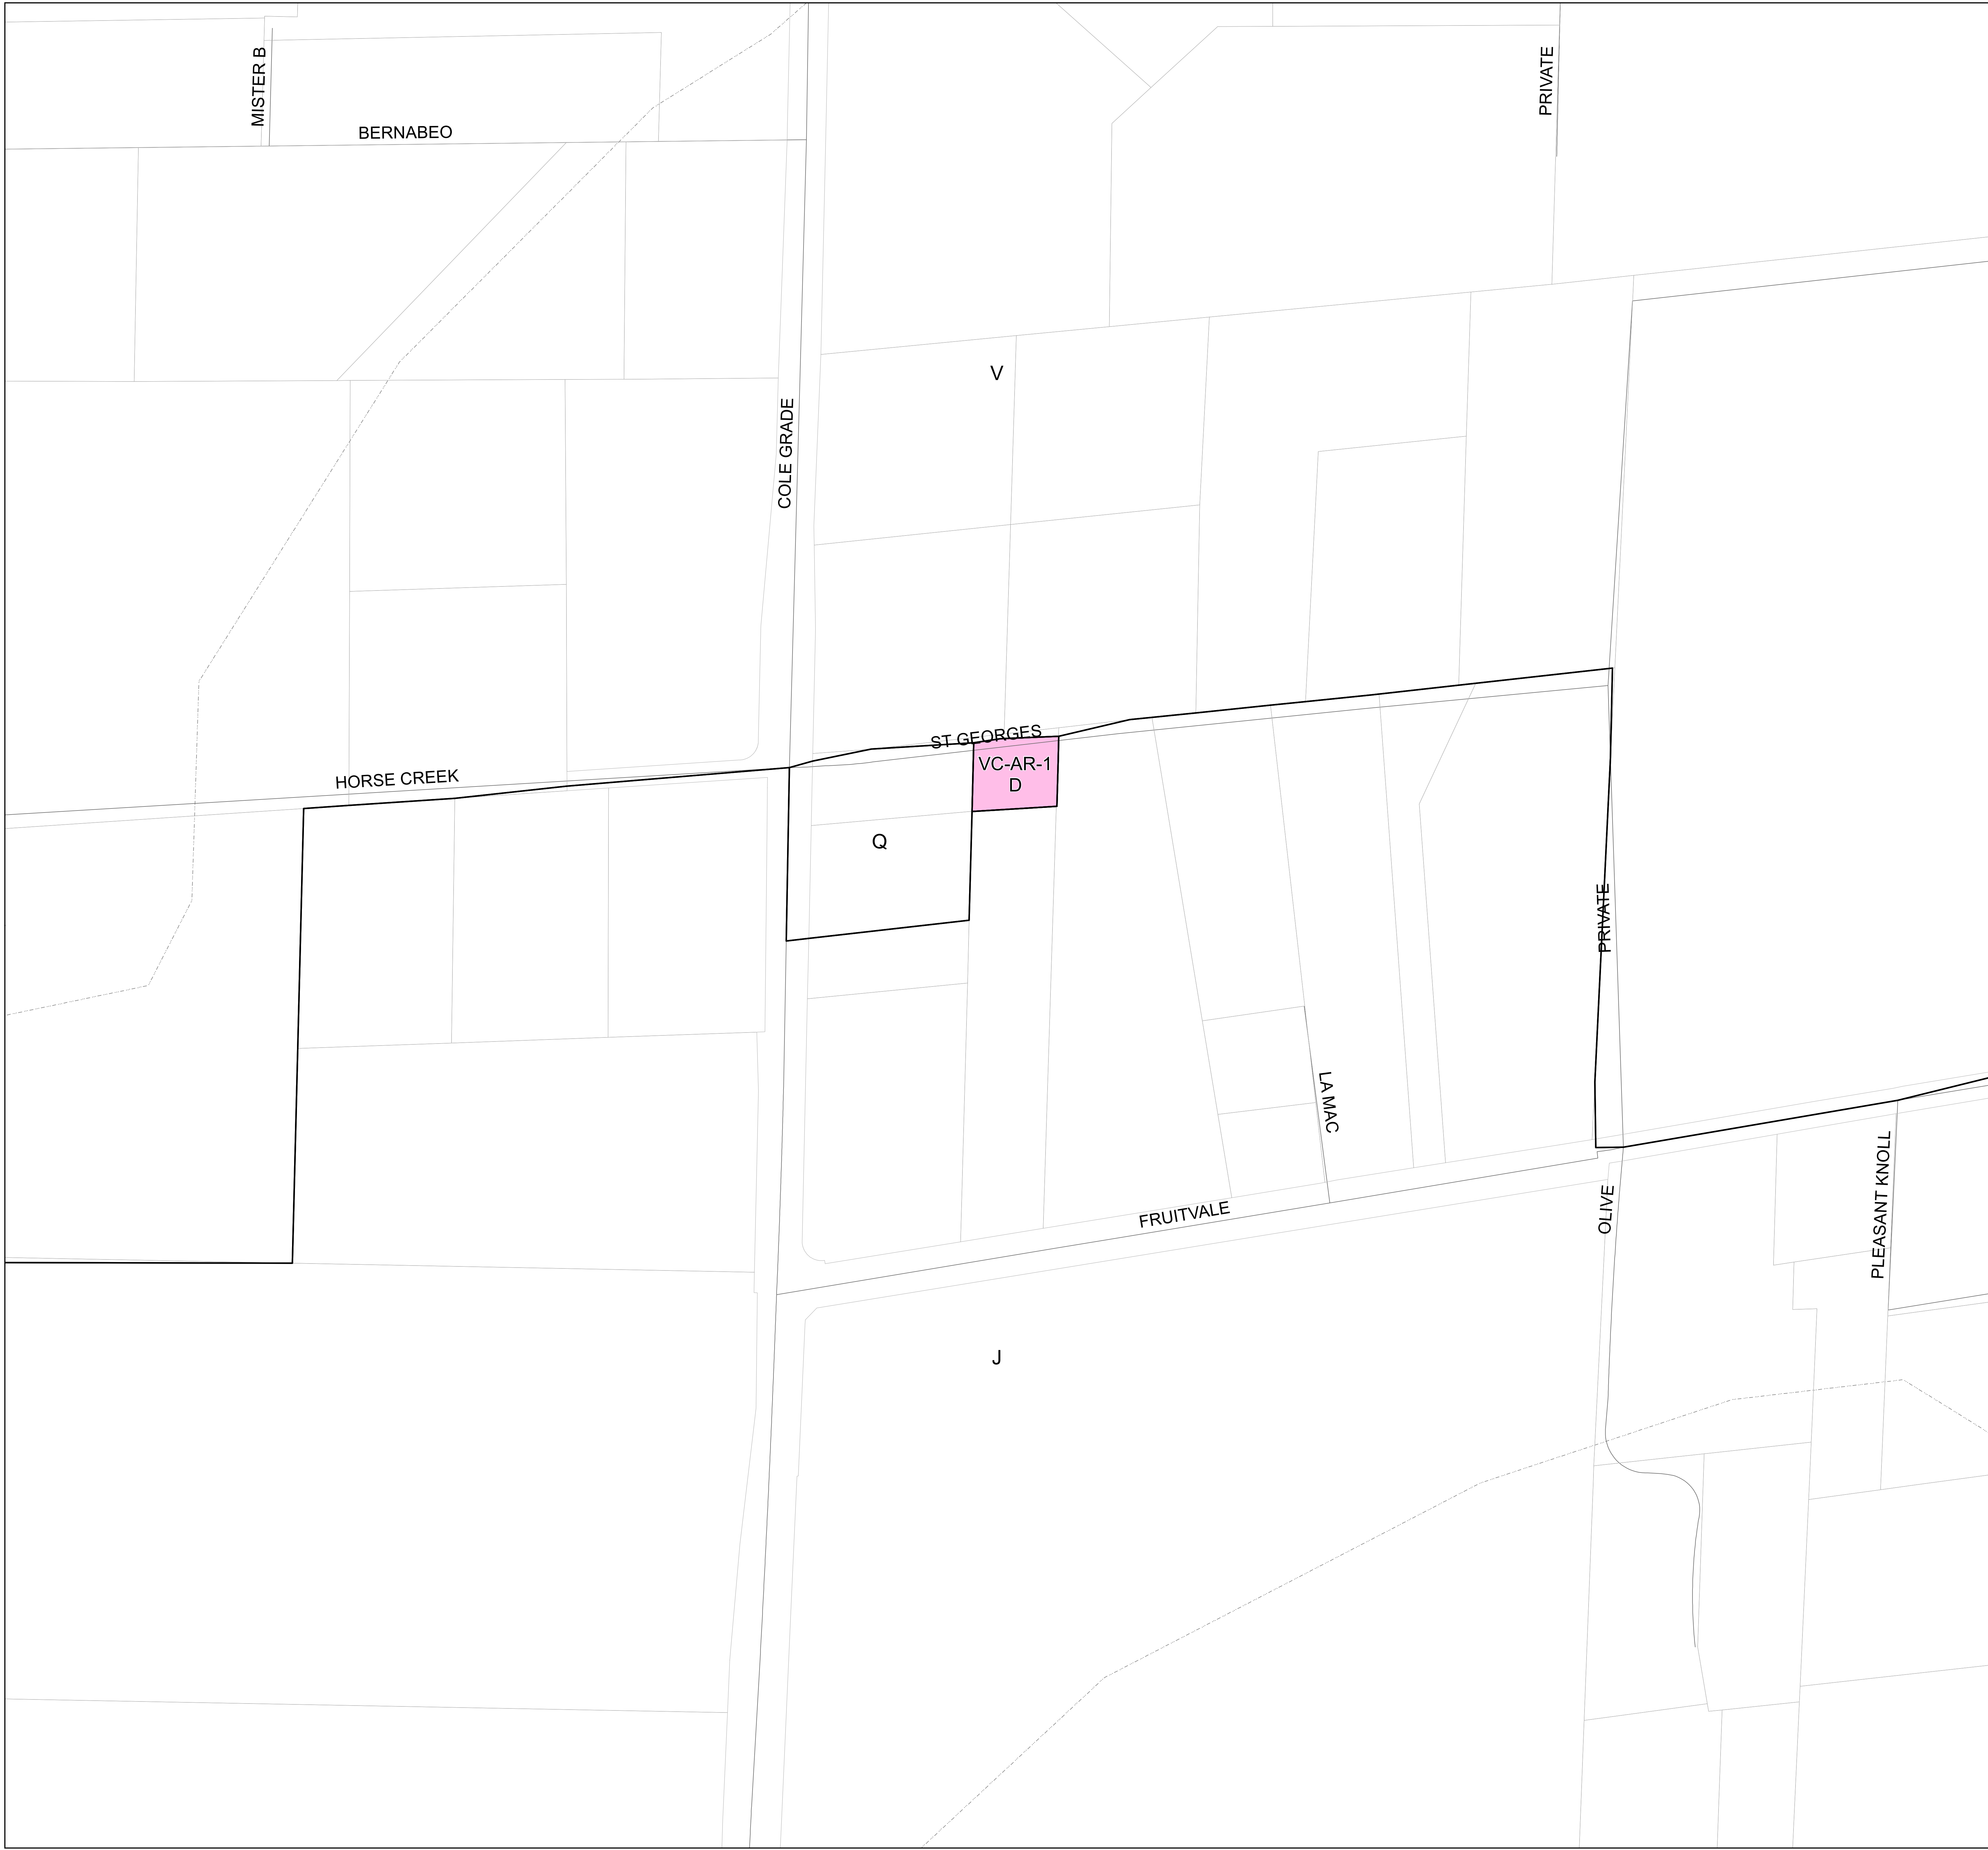 MISTER B
BERNABEO
PRIVATE
V
COLE GRADE
ST GEORGES
HORSE CREEK
VC-AR-1
D
Q
PRIVATE
LA MAC
FRUITVALE
OLIVE
PLEASANT KNOLL
J